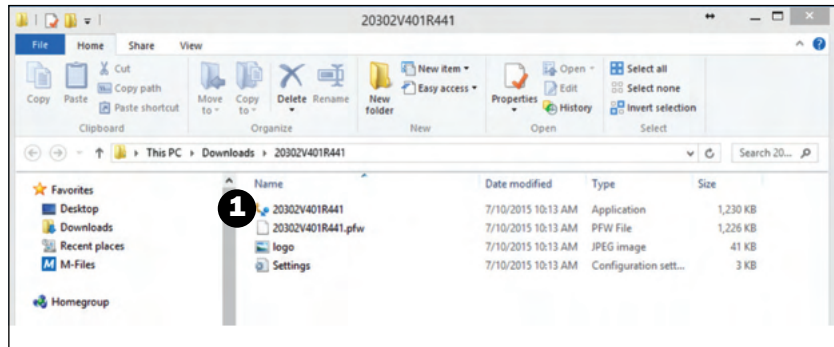 20302V401R441
File Home Share View
Copy
Paste
Cut
Copy path
Paste shortcut
Clipboard
Move to
Copy to
Delete
Rename
Organize
New folder
New item
Easy access
New
Properties
Open
Edit
History
Open
Select all
Select none
Invert selection
Select
This PC Downloads 20302V401R441
Search 20...
Favorites
Desktop
Downloads
Recent places
M-Files
Homegroup
Name Date modified Type Size
1 20302V401R441 7/10/2015 10:13 AM Application 1,230 KB
20302V401R441.pfw 7/10/2015 10:13 AM PFW File 1,226 KB
logo 7/10/2015 10:13 AM JPEG image 41 KB
Settings 7/10/2015 10:13 AM Configuration sett... 3 KB